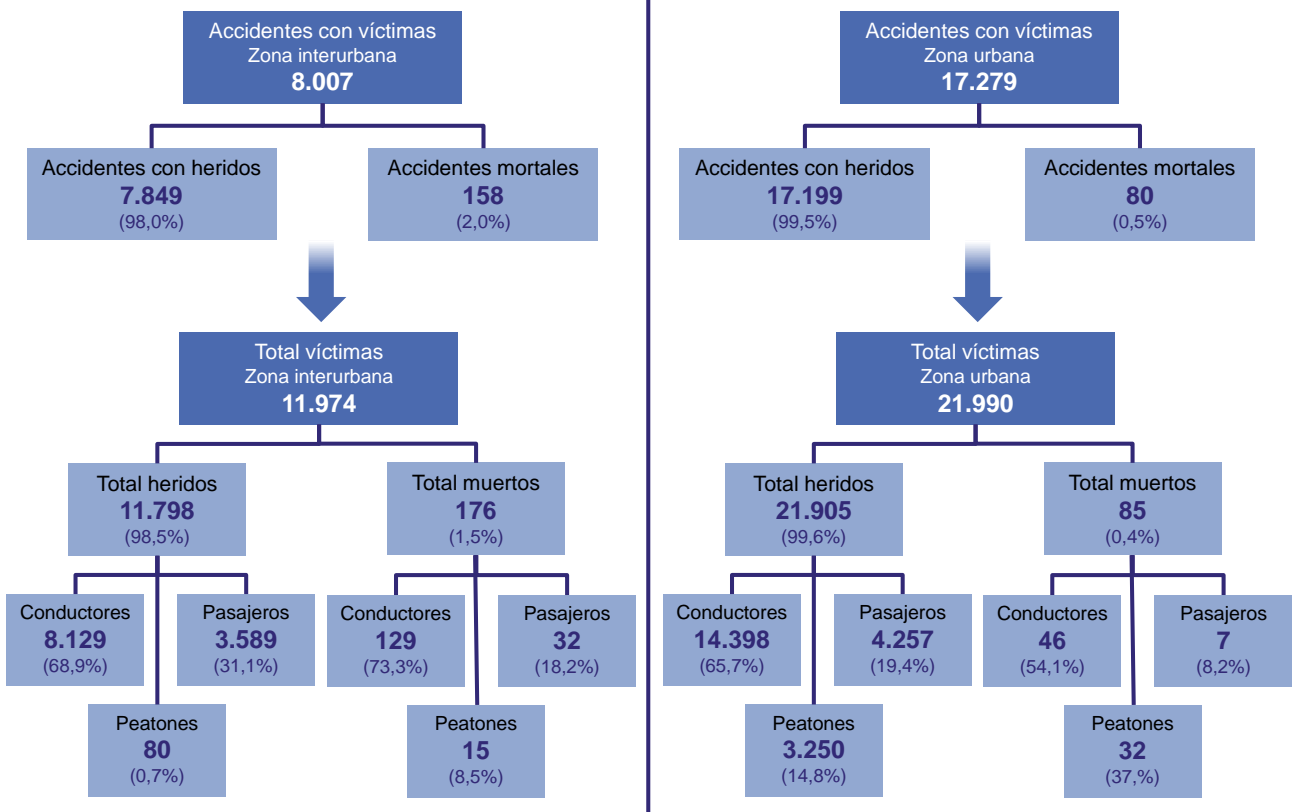 Accidentes con víctimas
Zona interurbana
8.007
Accidentes con heridos
7.849
(98,0%)
Accidentes mortales
158
(2,0%)
Total víctimas
Zona interurbana
11.974
Total heridos
11.798
(98,5%)
Total muertos
176
(1,5%)
Conductores
8.129
(68,9%)
Pasajeros
3.589
(31,1%)
Peatones
80
(0,7%)
Conductores
129
(73,3%)
Pasajeros
32
(18,2%)
Peatones
15
(8,5%)
Accidentes con víctimas
Zona urbana
17.279
Accidentes con heridos
17.199
(99,5%)
Accidentes mortales
80
(0,5%)
Total víctimas
Zona urbana
21.990
Total heridos
21.905
(99,6%)
Total muertos
85
(0,4%)
Conductores
14.398
(65,7%)
Pasajeros
4.257
(19,4%)
Peatones
3.250
(14,8%)
Conductores
46
(54,1%)
Pasajeros
7
(8,2%)
Peatones
32
(37,%)